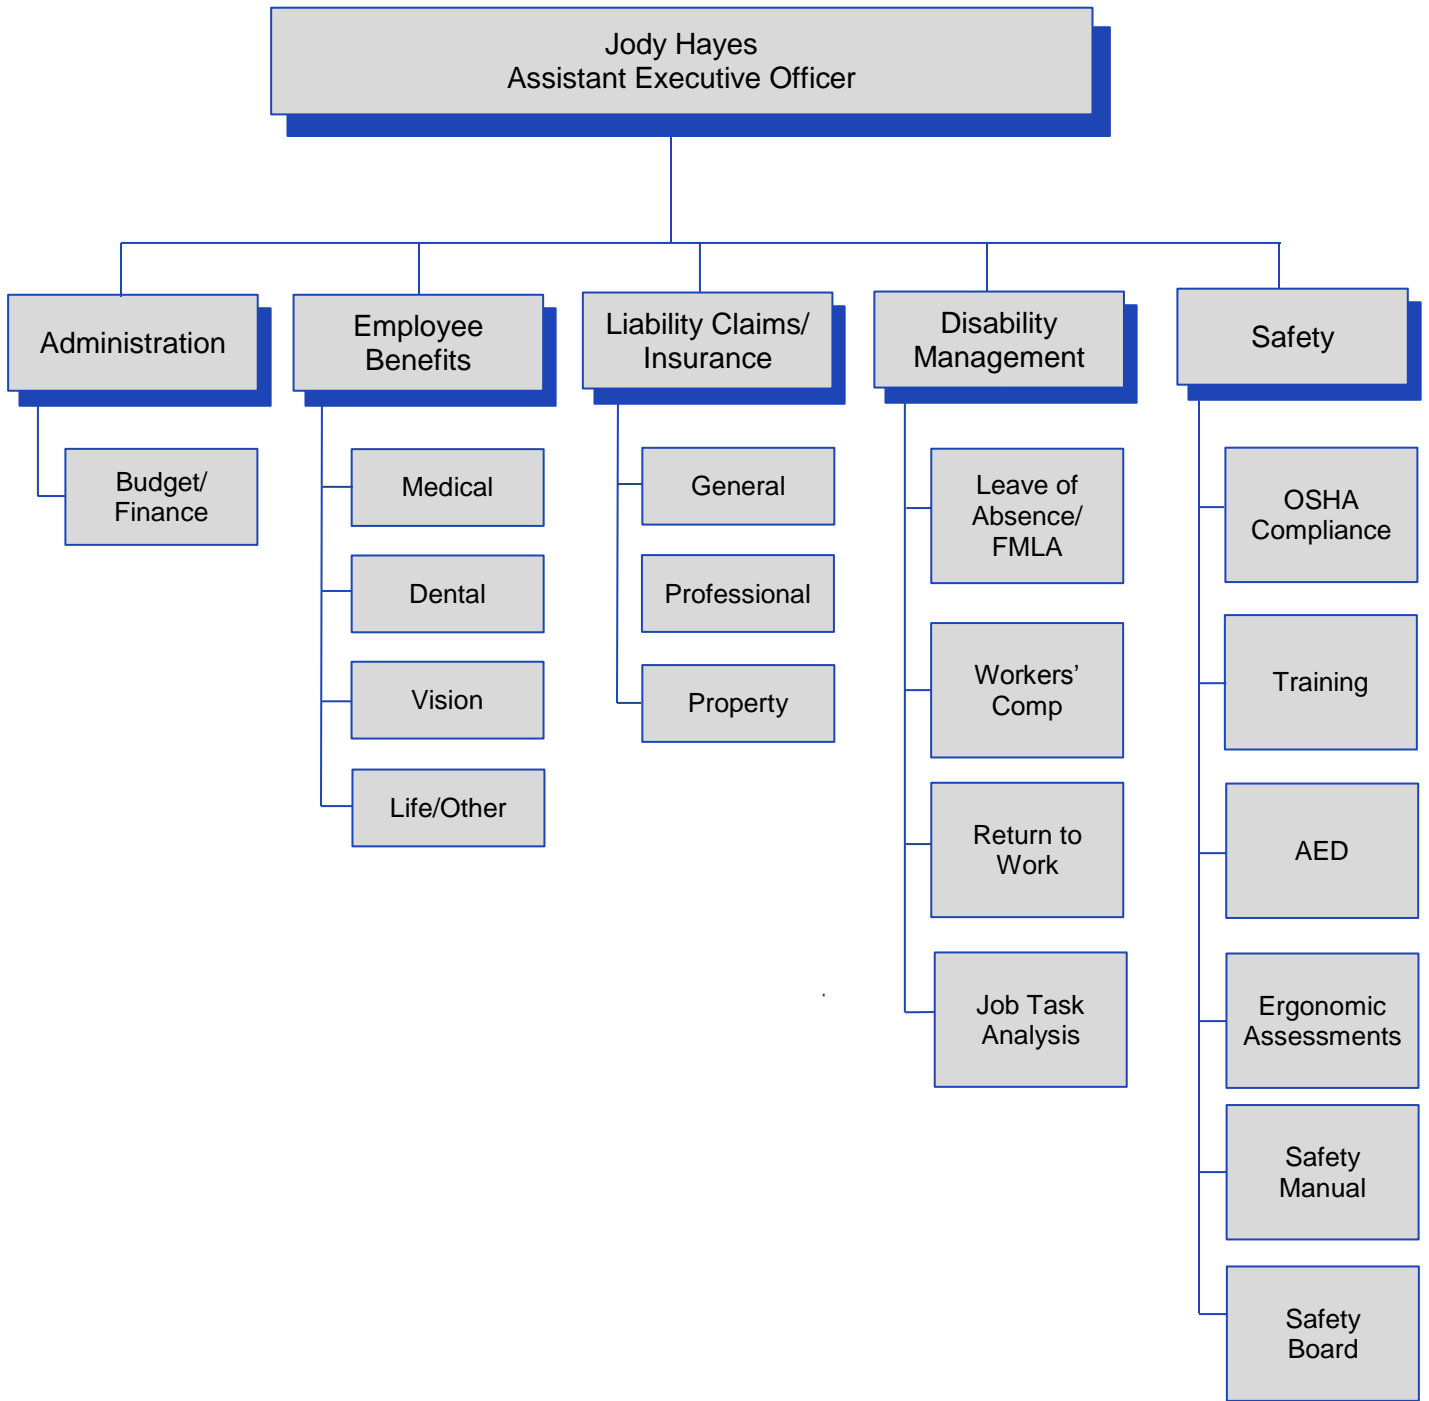 Jody Hayes
Assistant Executive Officer
Administration
Employee
Benefits
Liability Claims/
Insurance
Disability
Management
Safety
Budget/
Finance
Medical
Dental
Vision
Life/Other
General
Professional
Property
Leave of
Absence/
FMLA
Workers’
Comp
Return to
Work
Job Task
Analysis
OSHA
Compliance
Training
AED
Ergonomic
Assessments
Safety
Manual
Safety
Board